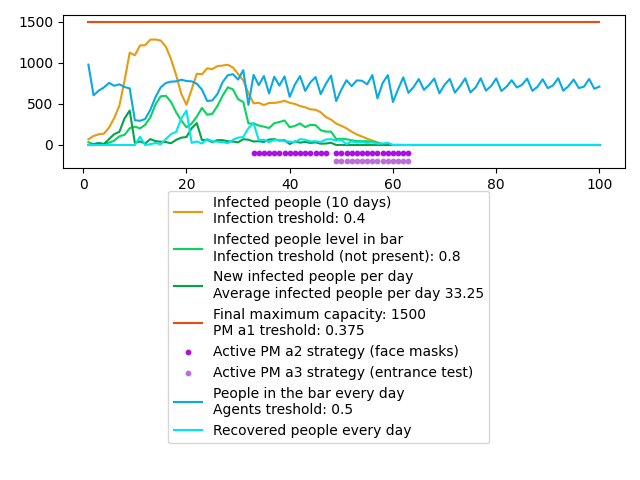 1500
1000
500
0
0
20
40
60
80
100
Infected people (10 days)
Infection treshold: 0.4
Infected people level in bar
Infection treshold (not present): 0.8
New infected people per day
Average infected people per day 33.25
Final maximum capacity: 1500
PM a1 treshold: 0.375
Active PM a2 strategy (face masks)
Active PM a3 strategy (entrance test)
People in the bar every day
Agents treshold: 0.5
Recovered people every day